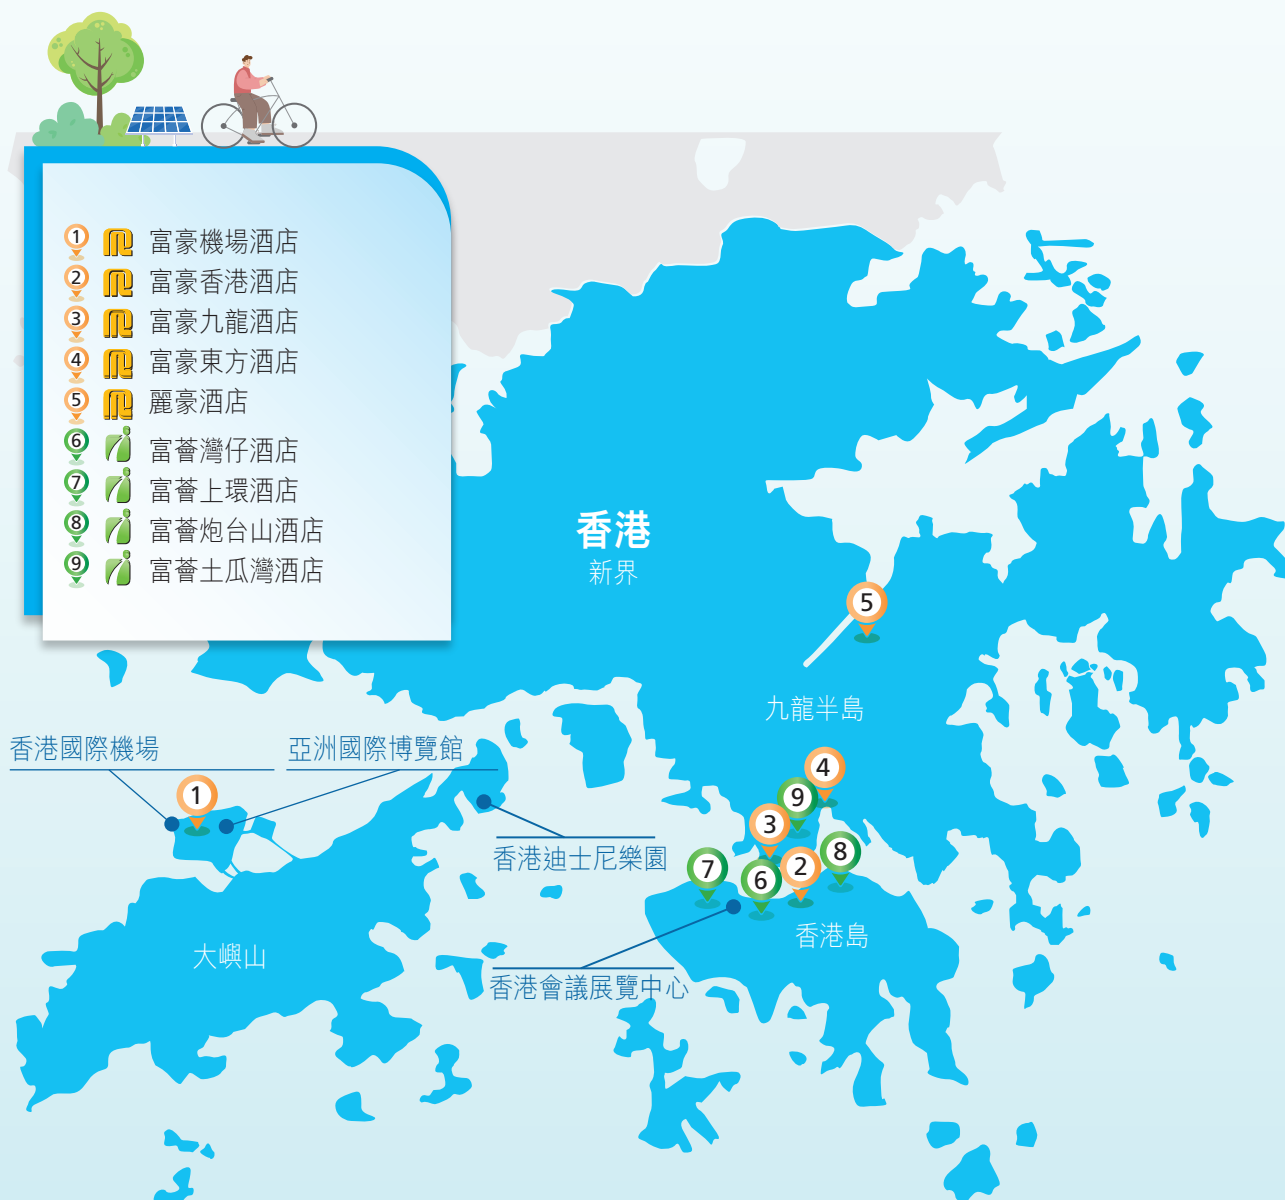 1 富豪機場酒店
2 富豪香港酒店
3 富豪九龍酒店
4 富豪東方酒店
5 麗豪酒店
6 富薈灣仔酒店
7 富薈上環酒店
8 富薈炮台山酒店
9 富薈土瓜灣酒店
香港
新界
5
九龍半島
香港國際機場
亞洲國際博覽館
1
4
9
3
香港迪士尼樂園
8
7
6
2
香港島
大嶼山
香港會議展覽中心